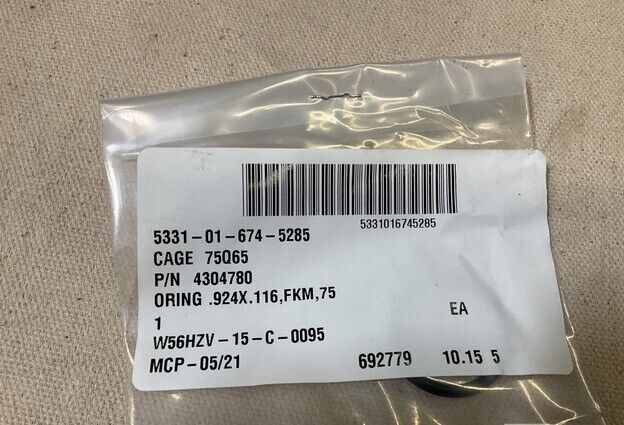 5331016745285
5331-01-674-5285
CAGE 75Q65
P/N 4304780
ORING .924X.116,FKM,75
1 EA
W56HZV-15-C-0095
MCP-05/21 692779 10.15 5